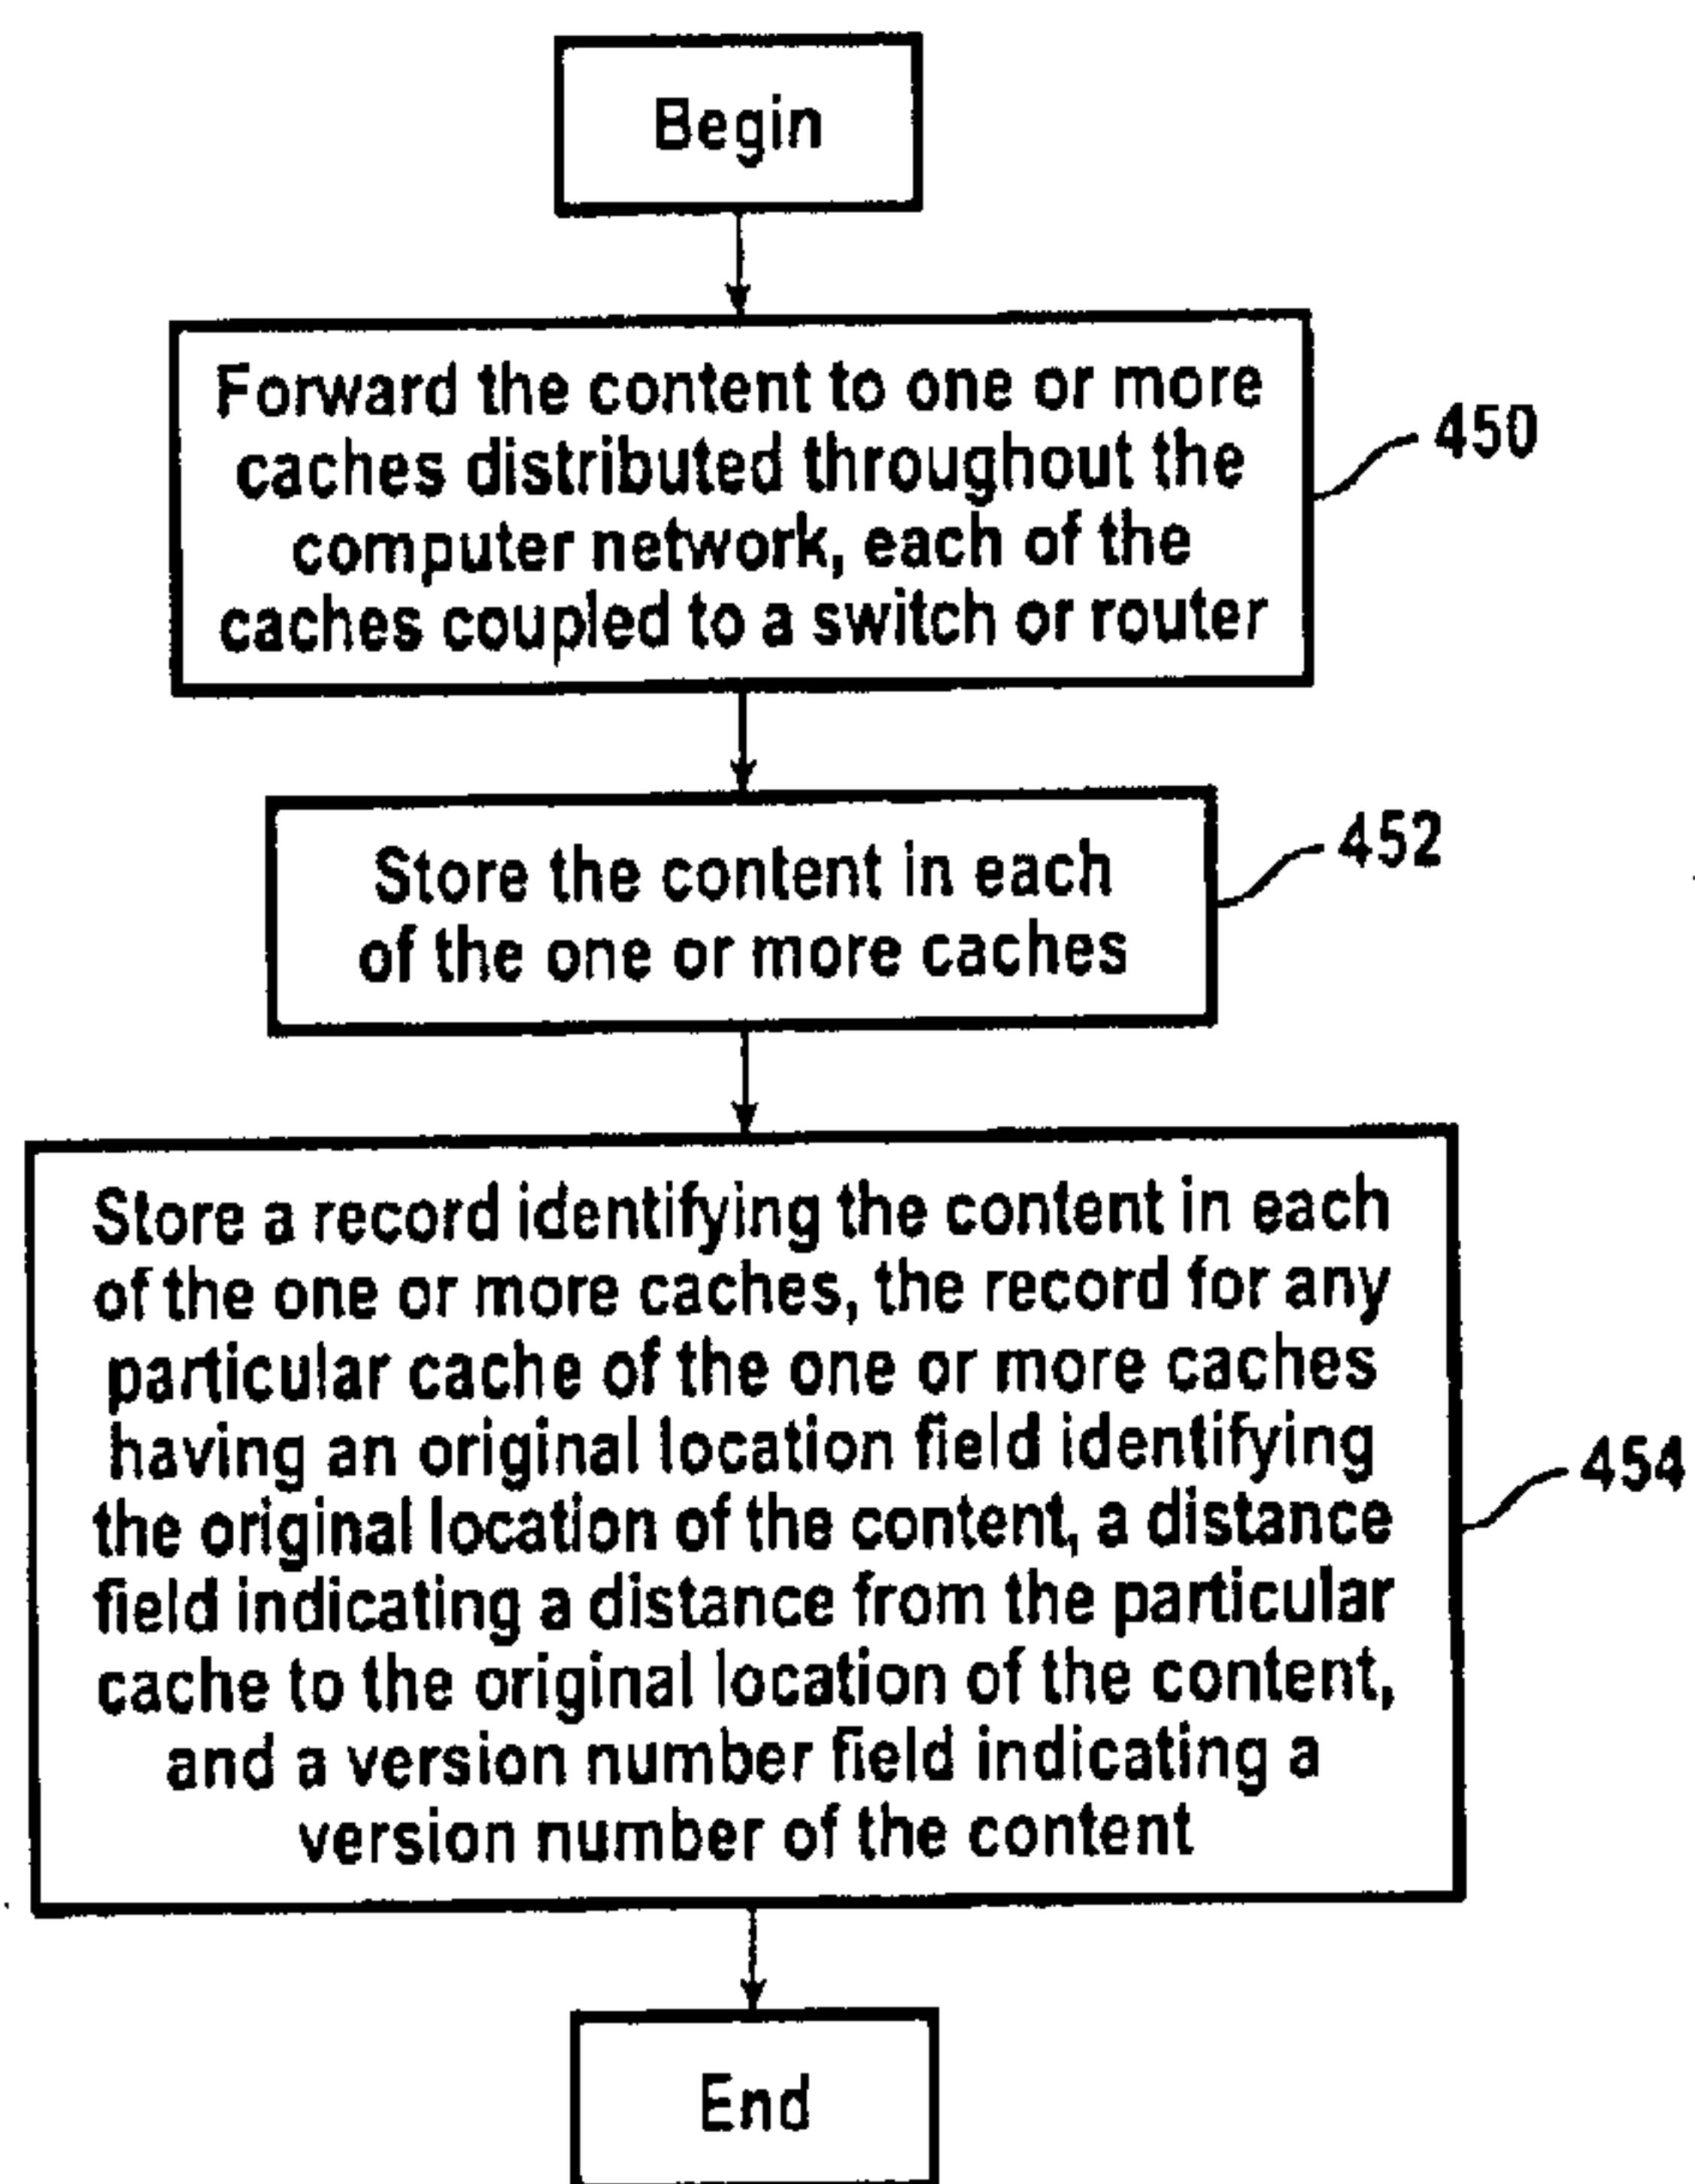 Begin
Forward the content to one or more
caches distributed throughout the
computer network, each of the
caches coupled to a switch or router
450
Store the content in each
of the one or more caches
452
Store a record identifying the content in each
of the one or more caches, the record for any
particular cache of the one or more caches
having an original location field identifying
the original location of the content, a distance
field indicating a distance from the particular
cache to the original location of the content,
and a version number field indicating a
version number of the content
454
End